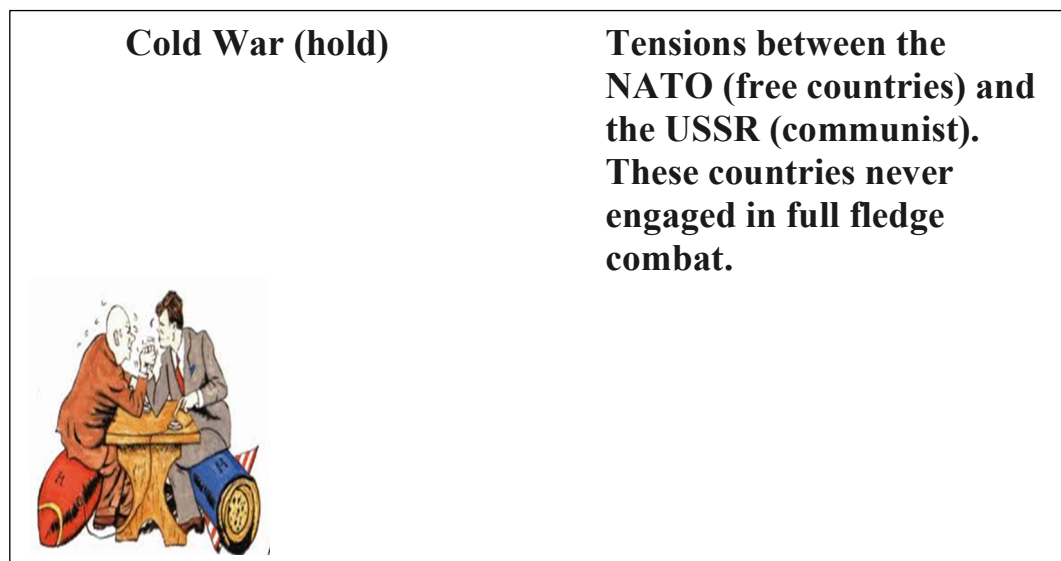 Cold War (hold)
Tensions between the
NATO (free countries) and
the USSR (communist).
These countries never
engaged in full fledge
combat.
H
H